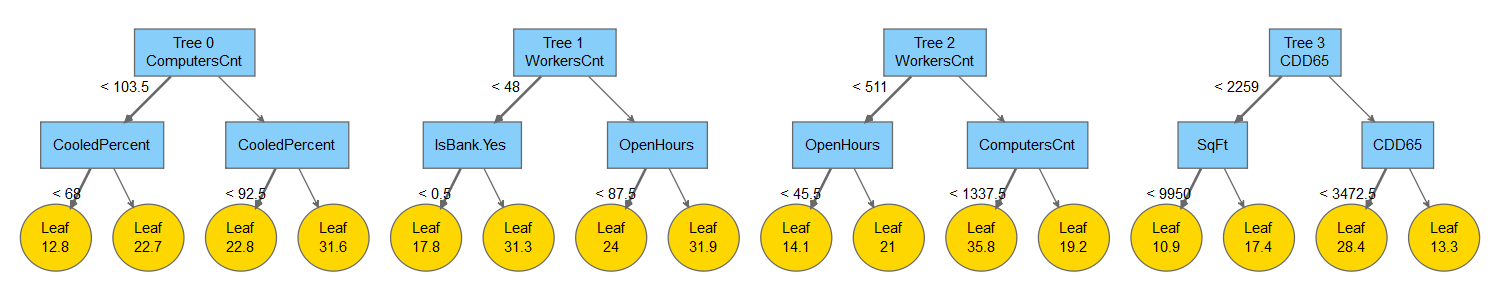 Tree 0
ComputersCnt
Tree 1
WorkersCnt
Tree 2
WorkersCnt
Tree 3
CDD65
< 103.5
< 48
< 511
< 2259
CooledPercent
CooledPercent
IsBank.Yes
OpenHours
OpenHours
ComputersCnt
SqFt
CDD65
< 68
< 92.5
< 0.5
< 87.5
< 45.5
< 1337.5
< 9950
< 3472.5
Leaf
12.8
Leaf
22.7
Leaf
22.8
Leaf
31.6
Leaf
17.8
Leaf
31.3
Leaf
24
Leaf
31.9
Leaf
14.1
Leaf
21
Leaf
35.8
Leaf
19.2
Leaf
10.9
Leaf
17.4
Leaf
28.4
Leaf
13.3